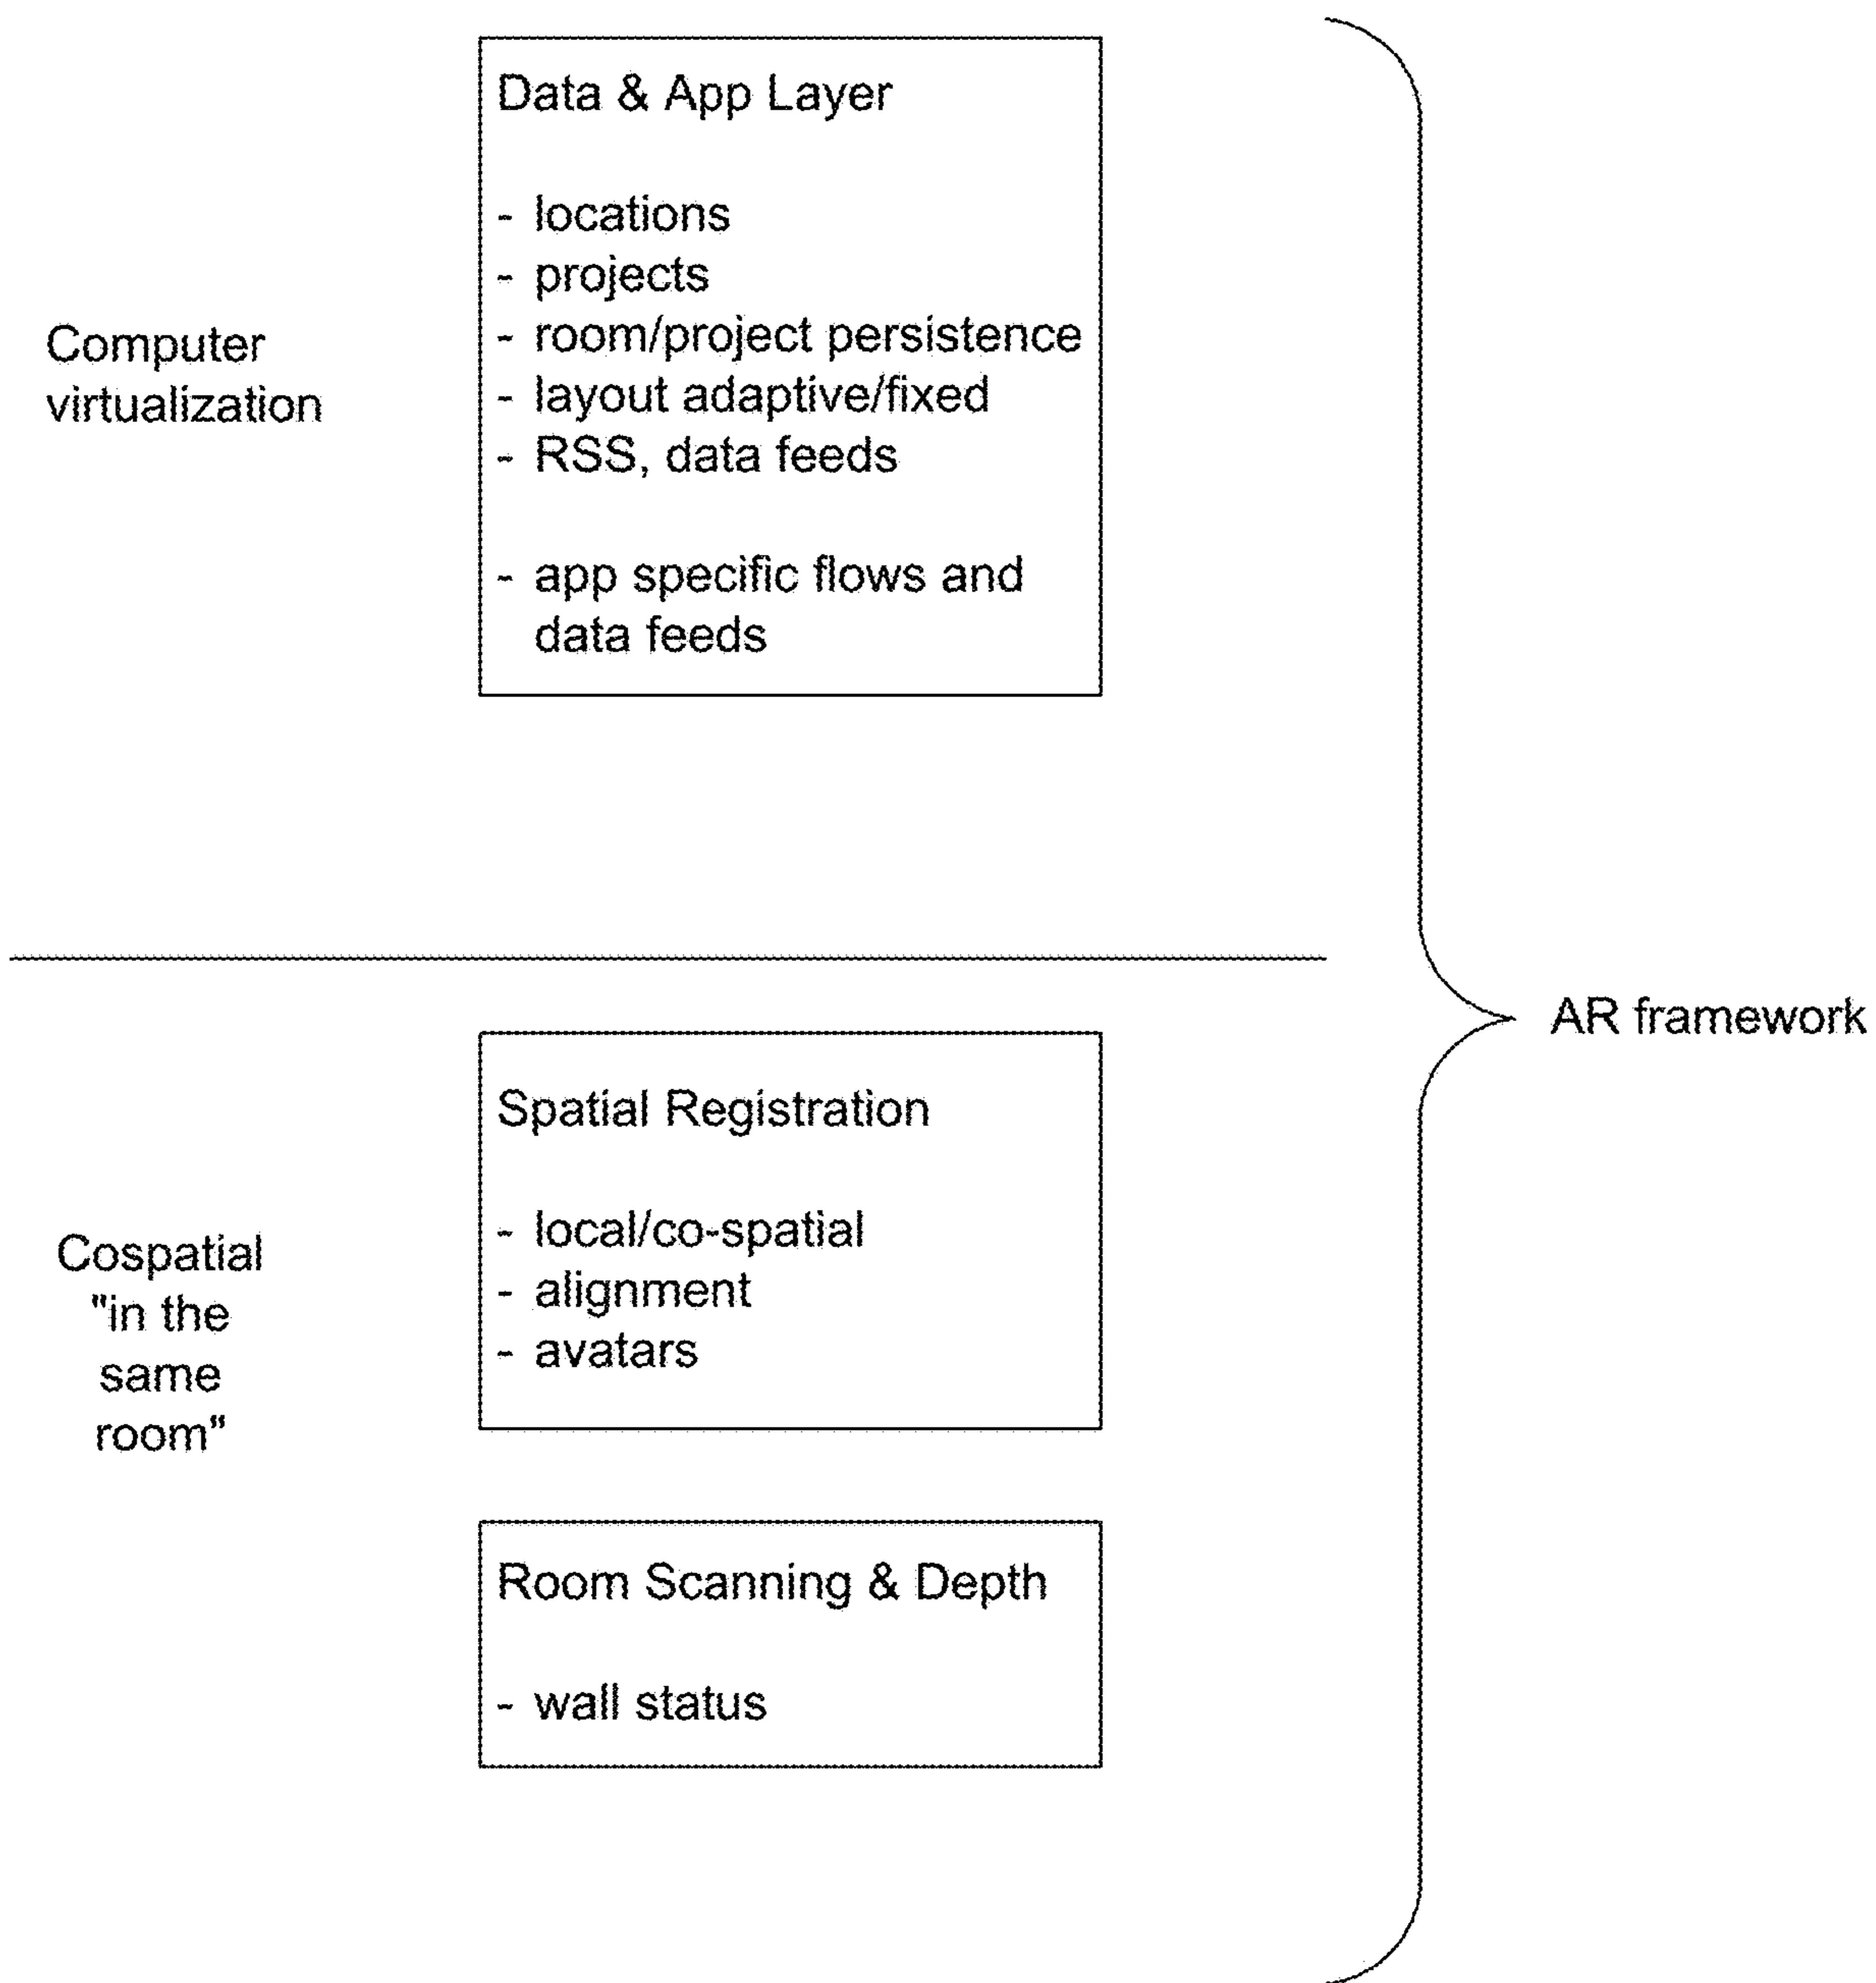 Computer
virtualization
Data & App Layer
- locations
- projects
- room/project persistence
- layout adaptive/fixed
- RSS, data feeds
- app specific flows and
data feeds
AR framework
Cospatial
"in the
same
room"
Spatial Registration
- local/co-spatial
- alignment
- avatars
Room Scanning & Depth
- wall status